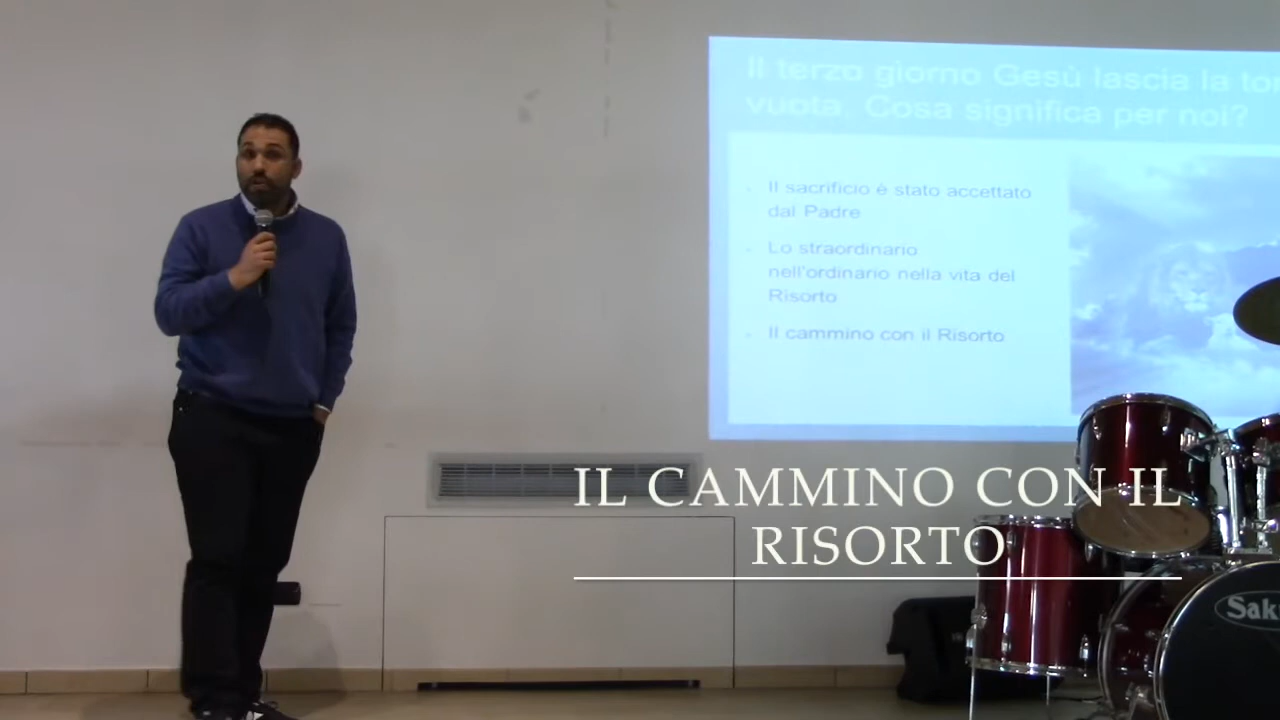 Il terzo giorno Gesù lascia la
vuota. Cosa significa per noi?
Il sacrificio è stato accettato
dal Padre
Lo straordinario
nell'ordinario nella vita del
Risorto
Il cammino con il Risorto
IL CAMMINO CON IL
RISORTO